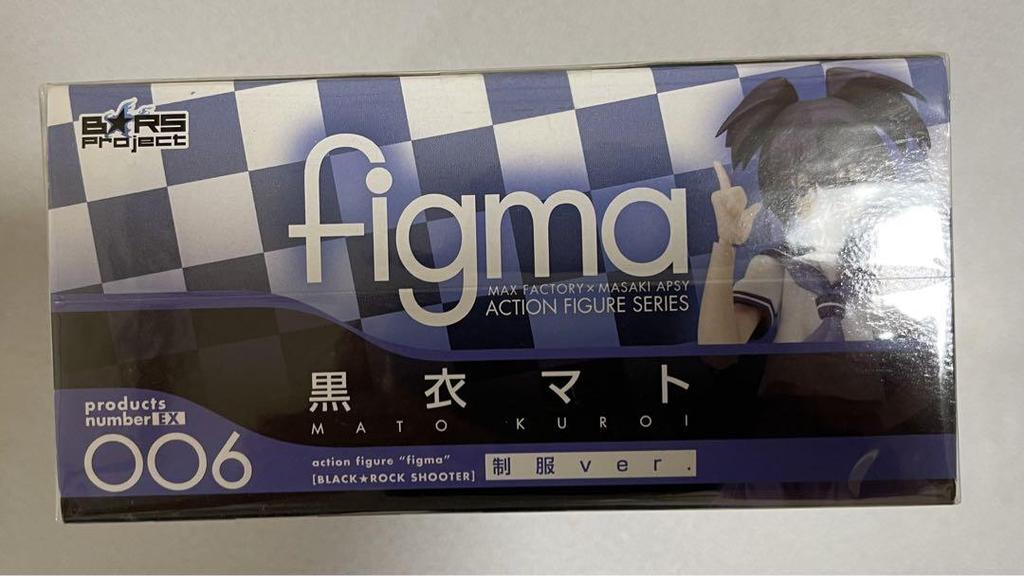 B★RS
Project
figma
MAX FACTORY × MASAKI APSY
ACTION FIGURE SERIES
黒衣マト
MATO KUROI
products
number EX
006
action figure "figma"
[BLACK★ROCK SHOOTER]
制服ver.